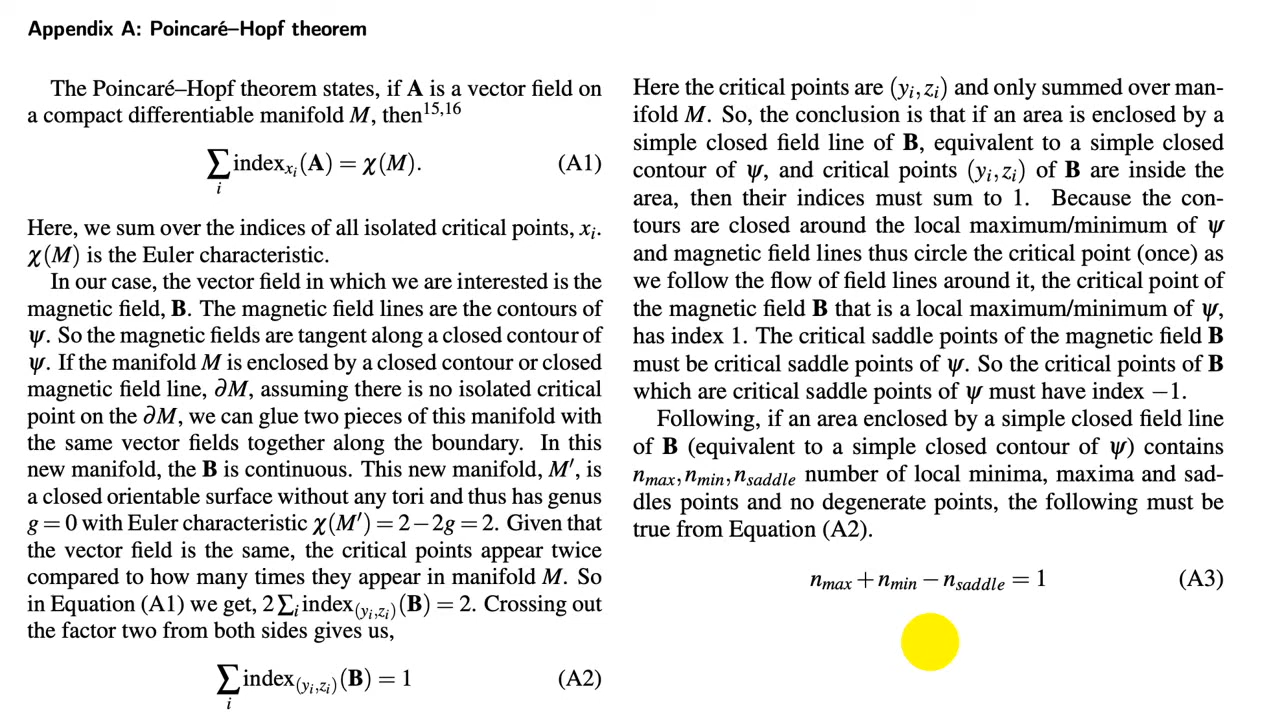 Appendix A: Poincaré–Hopf theorem
The Poincaré–Hopf theorem states, if A is a vector field on
a compact differentiable manifold M, then15,16
∑i indexxi(A) = χ(M). (A1)
Here, we sum over the indices of all isolated critical points, xi.
χ(M) is the Euler characteristic.
In our case, the vector field in which we are interested is the
magnetic field, B. The magnetic field lines are the contours of
ψ. So the magnetic fields are tangent along a closed contour of
ψ. If the manifold M is enclosed by a closed contour or closed
magnetic field line, ∂M, assuming there is no isolated critical
point on the ∂M, we can glue two pieces of this manifold with
the same vector fields together along the boundary. In this
new manifold, the B is continuous. This new manifold, M′, is
a closed orientable surface without any tori and thus has genus
g = 0 with Euler characteristic χ(M′) = 2 − 2g = 2. Given that
the vector field is the same, the critical points appear twice
compared to how many times they appear in manifold M. So
in Equation (A1) we get, 2∑i index(yi,zi)(B) = 2. Crossing out
the factor two from both sides gives us,
∑i index(yi,zi)(B) = 1 (A2)
Here the critical points are (yi,zi) and only summed over man-
ifold M. So, the conclusion is that if an area is enclosed by a
simple closed field line of B, equivalent to a simple closed
contour of ψ, and critical points (yi,zi) of B are inside the
area, then their indices must sum to 1. Because the con-
tours are closed around the local maximum/minimum of ψ
and magnetic field lines thus circle the critical point (once) as
we follow the flow of field lines around it, the critical point of
the magnetic field B that is a local maximum/minimum of ψ,
has index 1. The critical saddle points of the magnetic field B
must be critical saddle points of ψ. So the critical points of B
which are critical saddle points of ψ must have index −1.
Following, if an area enclosed by a simple closed field line
of B (equivalent to a simple closed contour of ψ) contains
nmax, nmin, nsaddle number of local minima, maxima and sad-
dles points and no degenerate points, the following must be
true from Equation (A2).
nmax + nmin − nsaddle = 1 (A3)